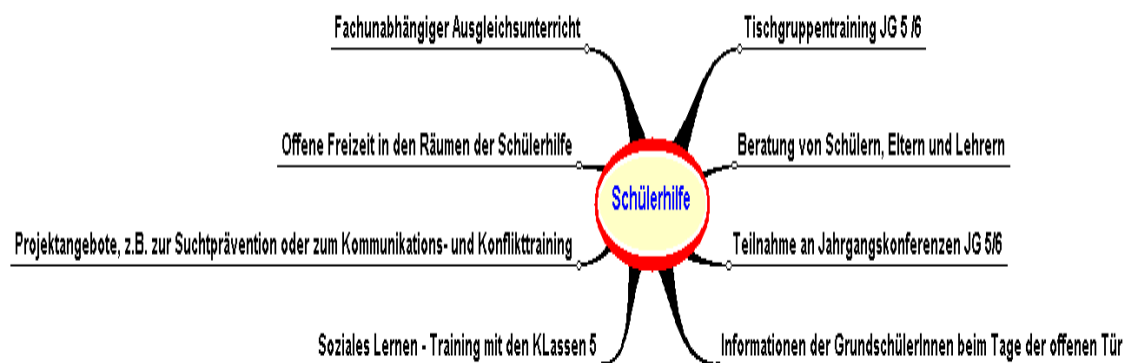 Fachunabhängiger Ausgleichsunterricht
Tischgruppentraining JG 5 /6
Offene Freizeit in den Räumen der Schülerhilfe
Beratung von Schülern, Eltern und Lehrern
Schülerhilfe
Projektangebote, z.B. zur Suchtprävention oder zum Kommunikations- und Konflikttraining
Teilnahme an Jahrgangskonferenzen JG 5/6
Soziales Lernen - Training mit den KLassen 5
Informationen der GrundschülerInnen beim Tage der offenen Tür